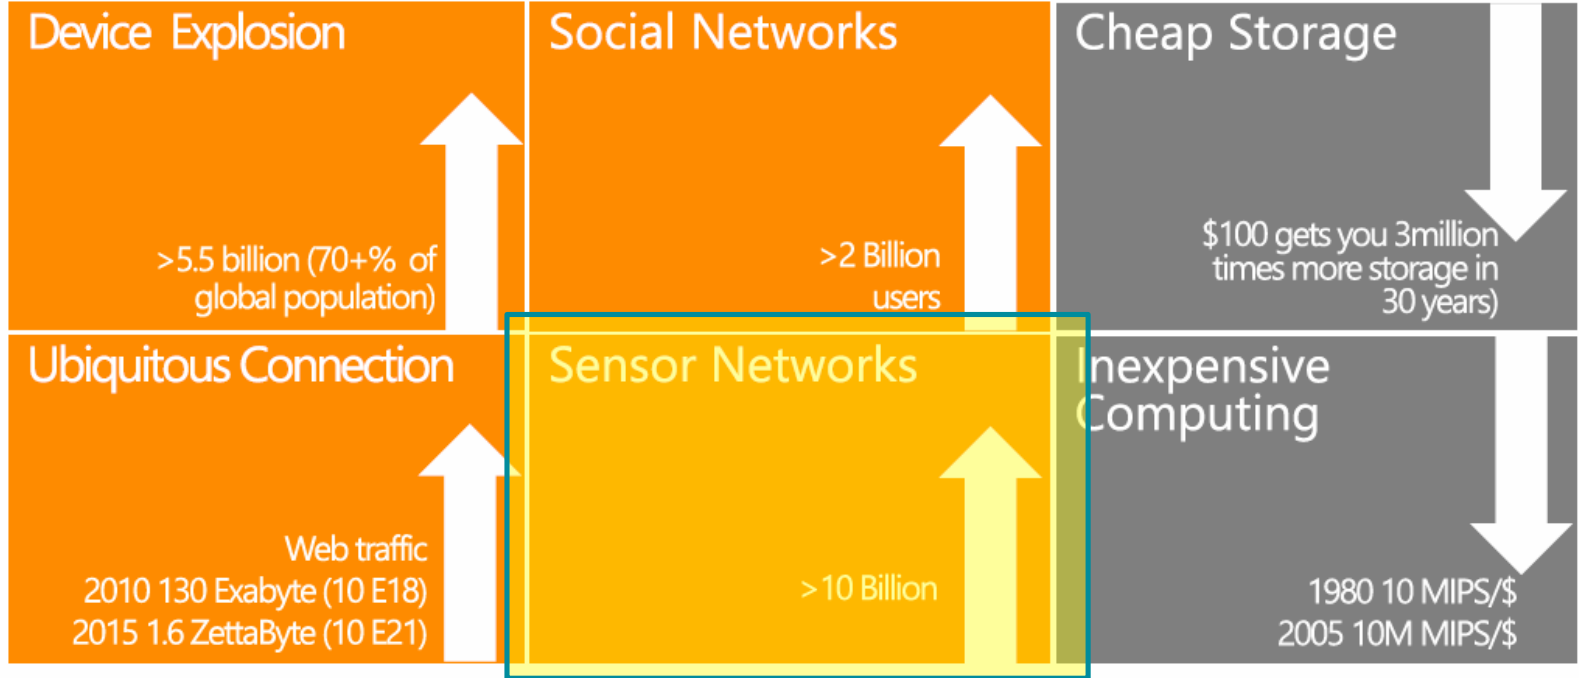 Device Explosion
>5.5 billion (70+% of
global population)
Social Networks
>2 Billion
users
Cheap Storage
$100 gets you 3million
times more storage in
30 years)
Ubiquitous Connection
Web traffic
2010 130 Exabyte (10 E18)
2015 1.6 ZettaByte (10 E21)
Sensor Networks
>10 Billion
Inexpensive
Computing
1980 10 MIPS/$
2005 10M MIPS/$